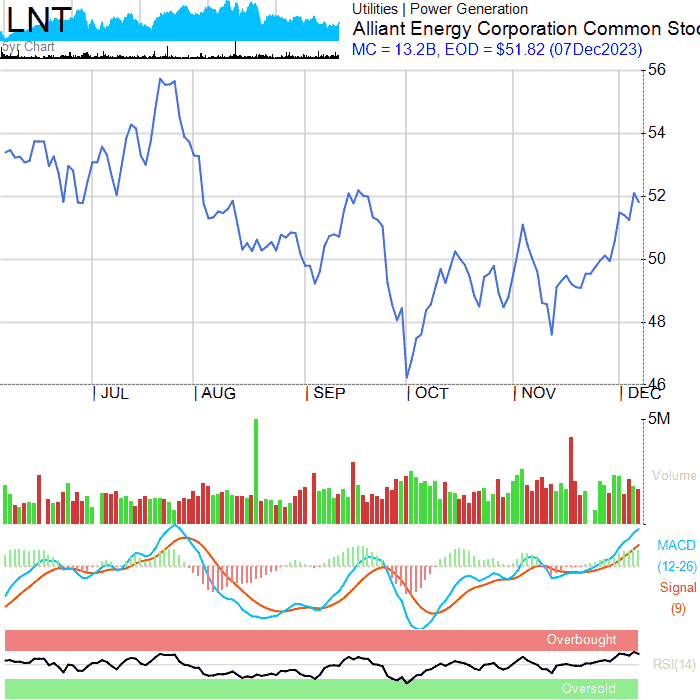 LNT
5yr Chart
Utilities | Power Generation
Alliant Energy Corporation Common Stoc
MC = 13.2B, EOD = $51.82 (07Dec2023)
56
54
52
50
48
46
JUL AUG SEP OCT NOV DEC
5M
Volume
MACD
(12-26)
Signal
(9)
Overbought
RSI(14)
Oversold